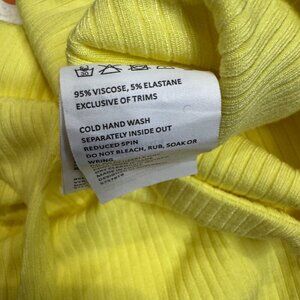 95% VISCOSE, 5% ELASTANE
EXCLUSIVE OF TRIMS
COLD HAND WASH
SEPARATELY INSIDE OUT
REDUCED SPIN
DO NOT BLEACH, RUB, SOAK OR
WRING